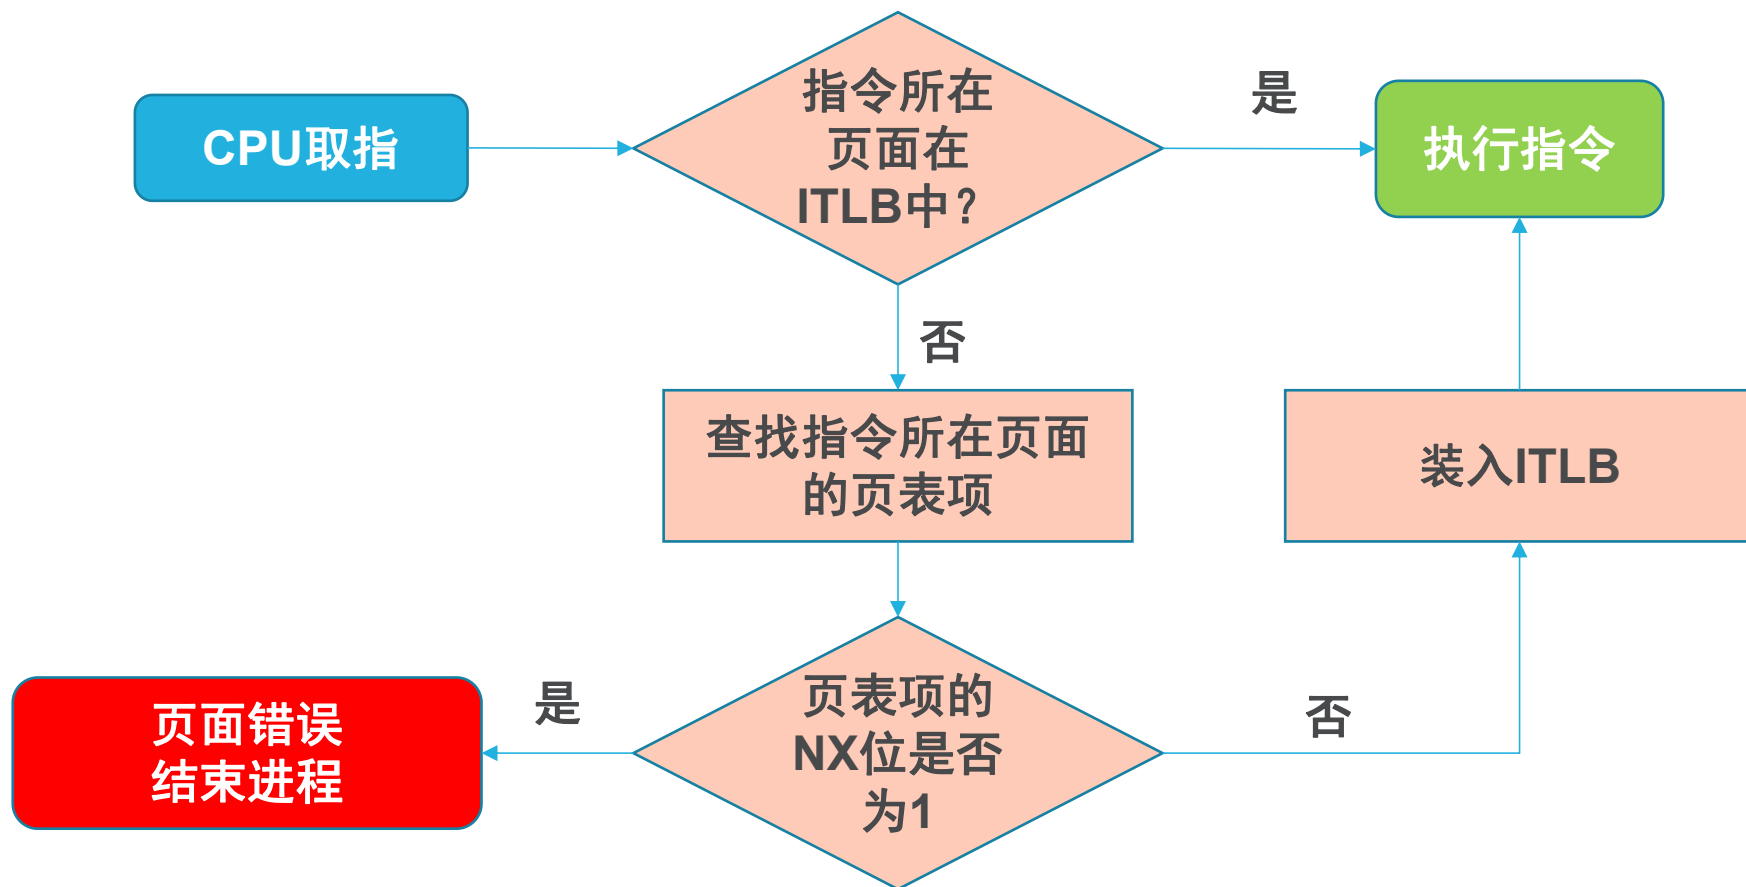 CPU取指
指令所在
页面在
ITLB中？
是
执行指令
否
查找指令所在页面
的页表项
装入ITLB
页表项的
NX位是否
为1
是
页面错误
结束进程
否